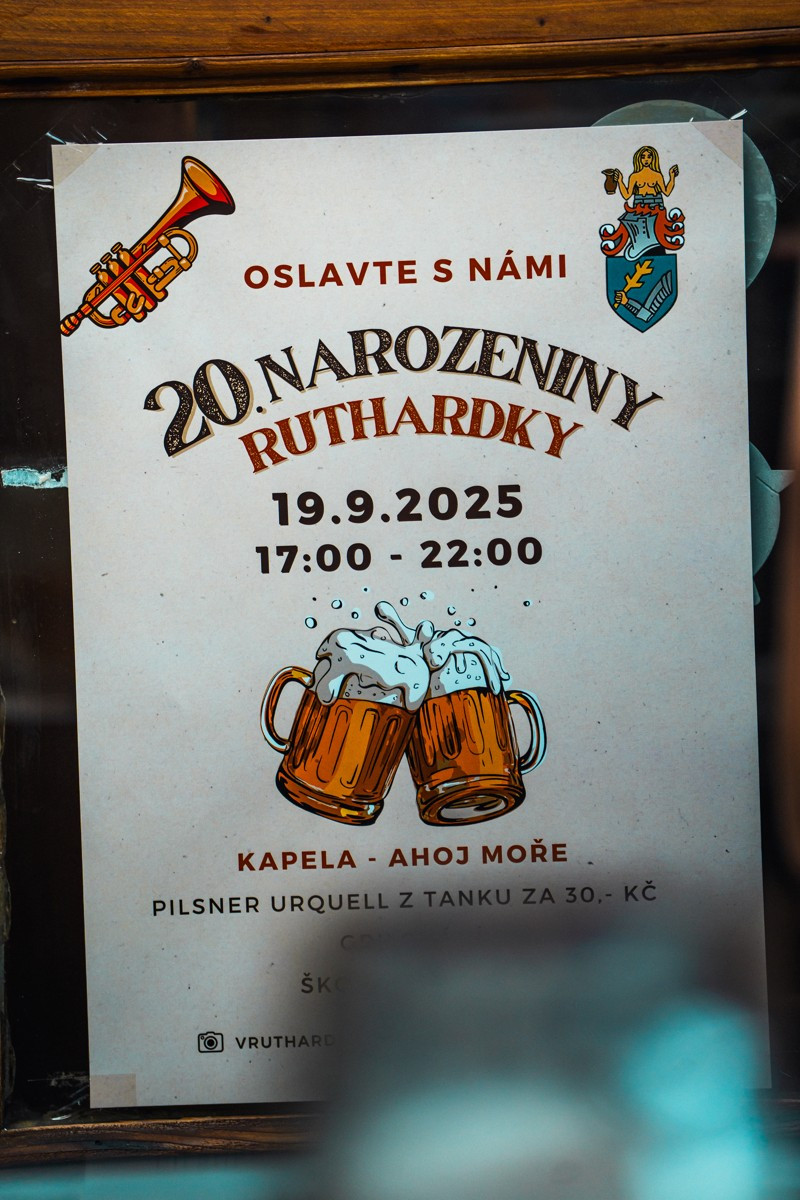 OSLAVTE S NÁMI
20. NAROZENINY
RUTHARDKY
19.9.2025
17:00 - 22:00
KAPELA - AHOJ MOŘE
PILSNER URQUELL Z TANKU ZA 30,- KČ